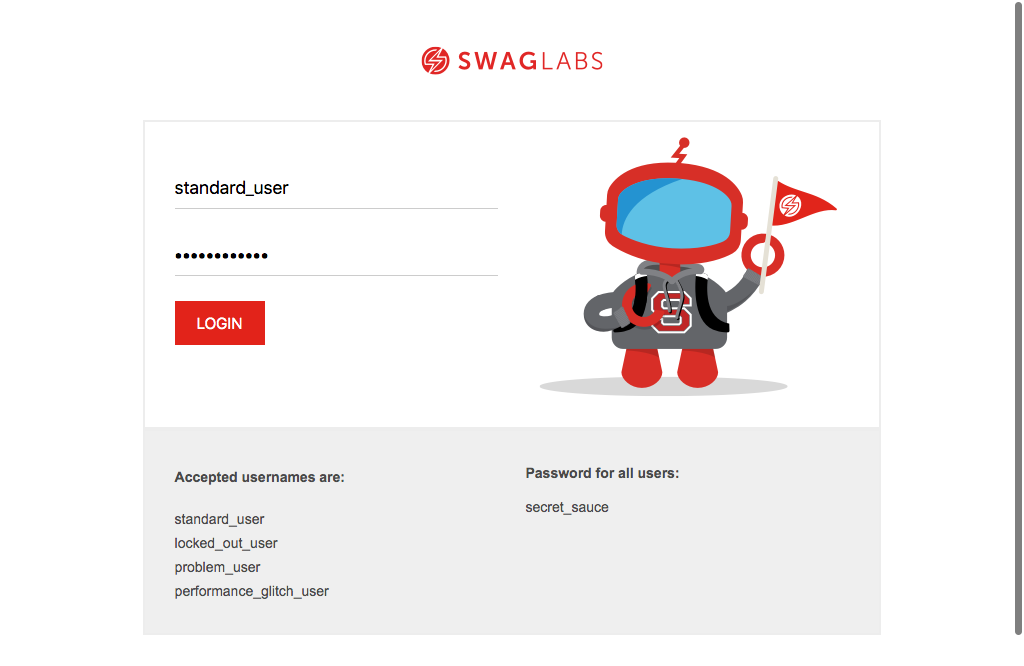 SWAGLABS
standard_user
••••••••••••
LOGIN
S
Accepted usernames are:
standard_user
locked_out_user
problem_user
performance_glitch_user
Password for all users:
secret_sauce